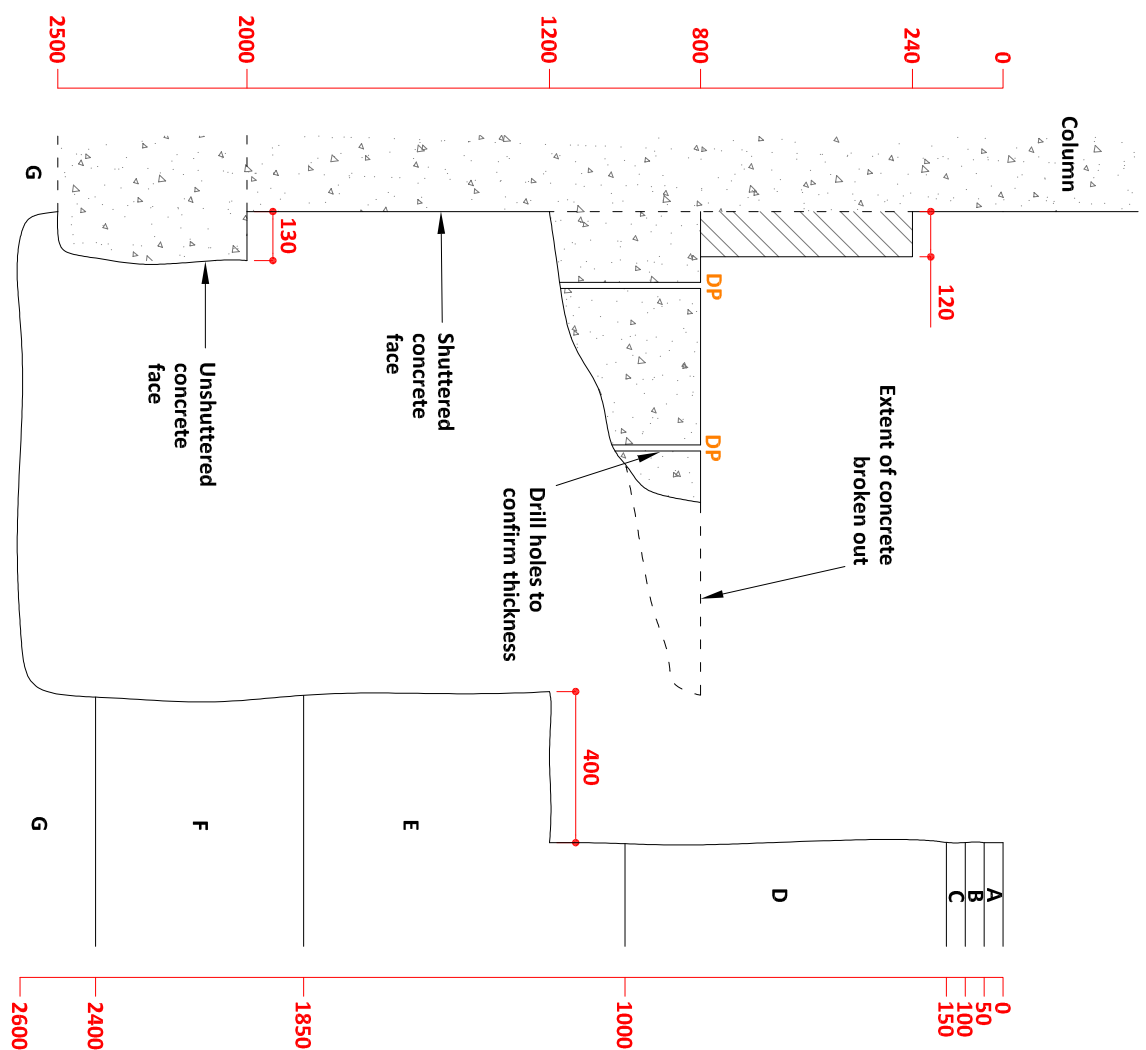 Column
0
240
800
1200
2000
2500
120
130
400
DP
DP
Extent of concrete
broken out
Drill holes to
confirm thickness
Shuttered
concrete
face
Unshuttered
concrete
face
G
A
B
C
D
E
F
G
0
50
100
150
1000
1850
2400
2600